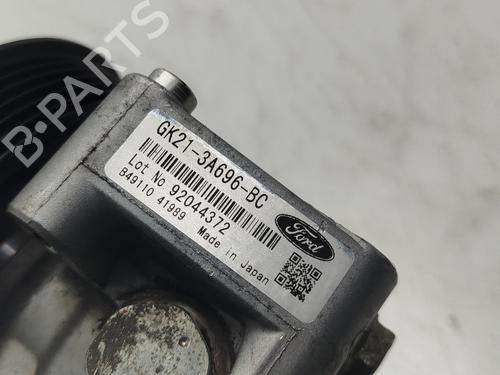 B-PARTS
GK21-3A696-BC
Lot No. 92044372
B49110 41989 Made in Japan
Ford